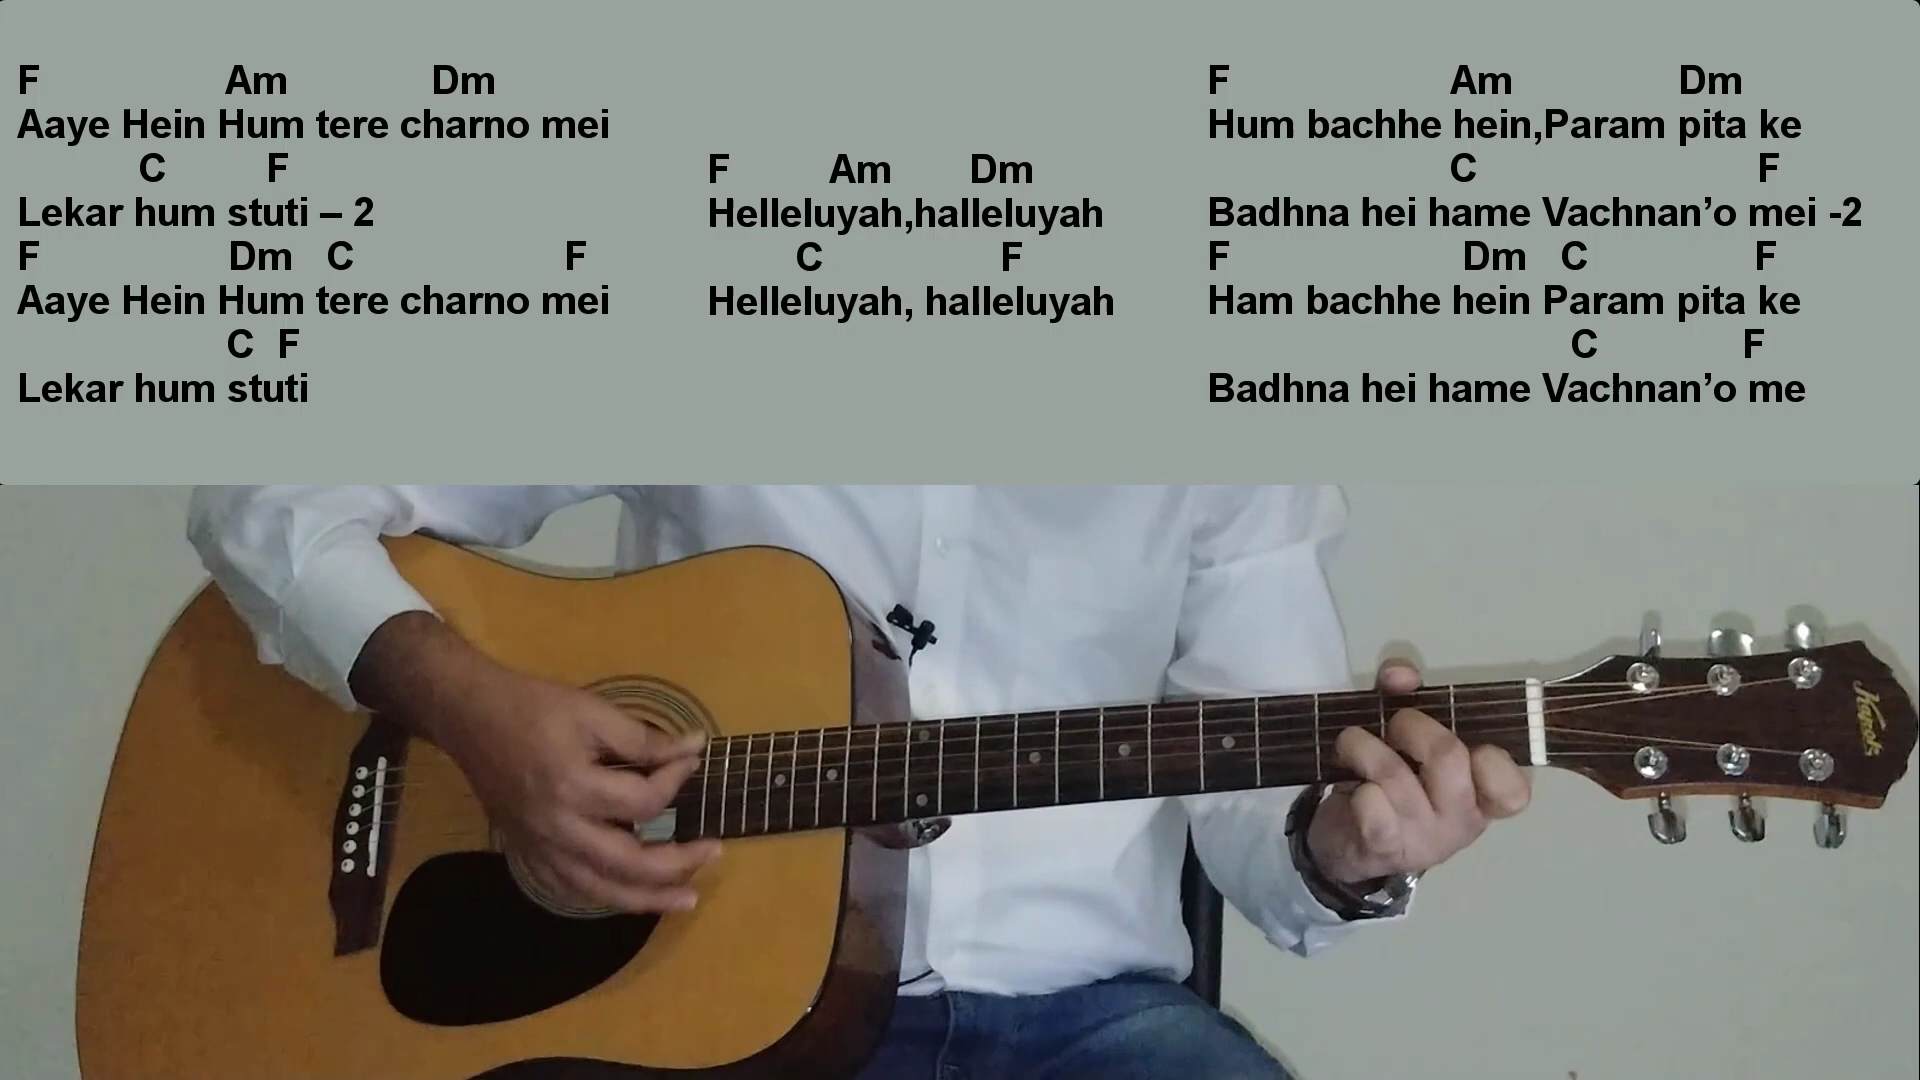 F Am Dm
Aaye Hein Hum tere charno mei
C F
Lekar hum stuti – 2
F Dm C F
Aaye Hein Hum tere charno mei
C F
Lekar hum stuti
F Am Dm
Helleluyah,halleluyah
C F
Helleluyah, halleluyah
F Am Dm
Hum bachhe hein,Param pita ke
C F
Badhna hei hame Vachnan’o mei -2
F Dm C F
Ham bachhe hein Param pita ke
C F
Badhna hei hame Vachnan’o me